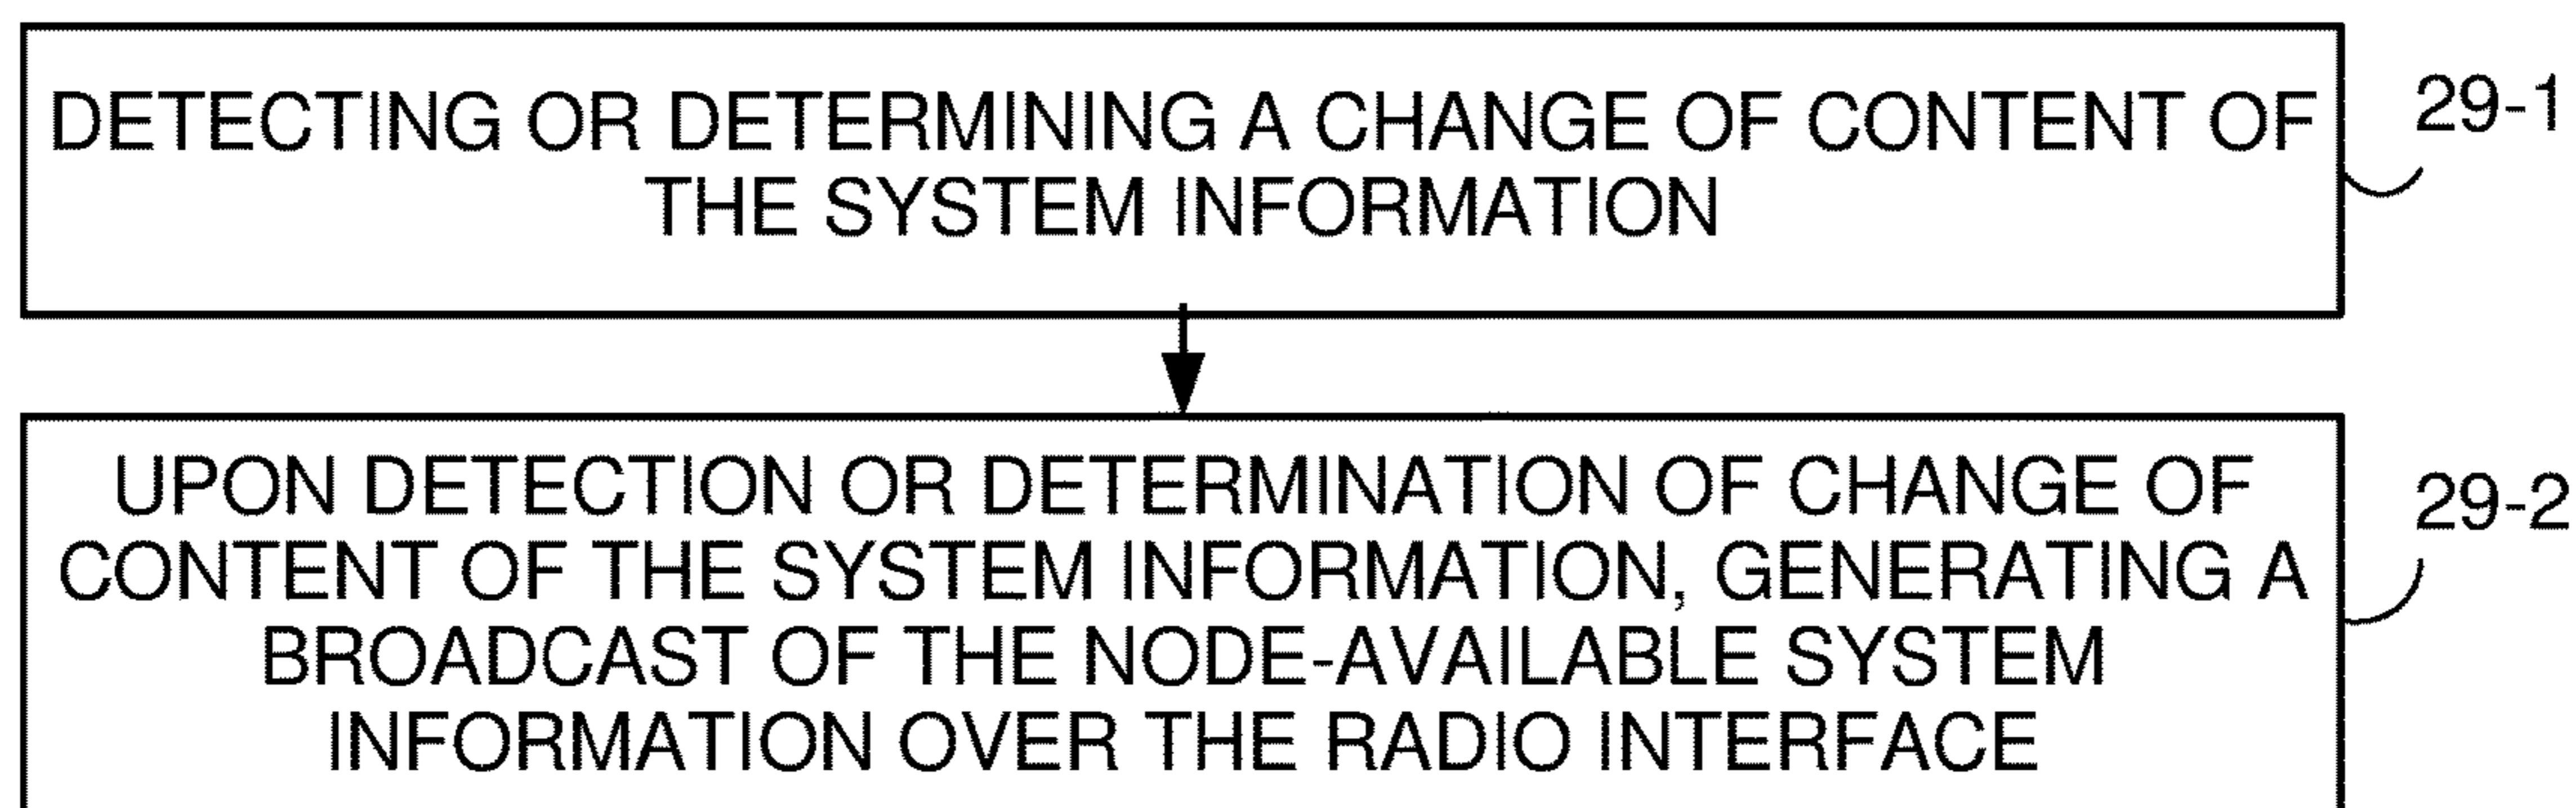 DETECTING OR DETERMINING A CHANGE OF CONTENT OF
THE SYSTEM INFORMATION
29-1
UPON DETECTION OR DETERMINATION OF CHANGE OF
CONTENT OF THE SYSTEM INFORMATION, GENERATING A
BROADCAST OF THE NODE-AVAILABLE SYSTEM
INFORMATION OVER THE RADIO INTERFACE
29-2